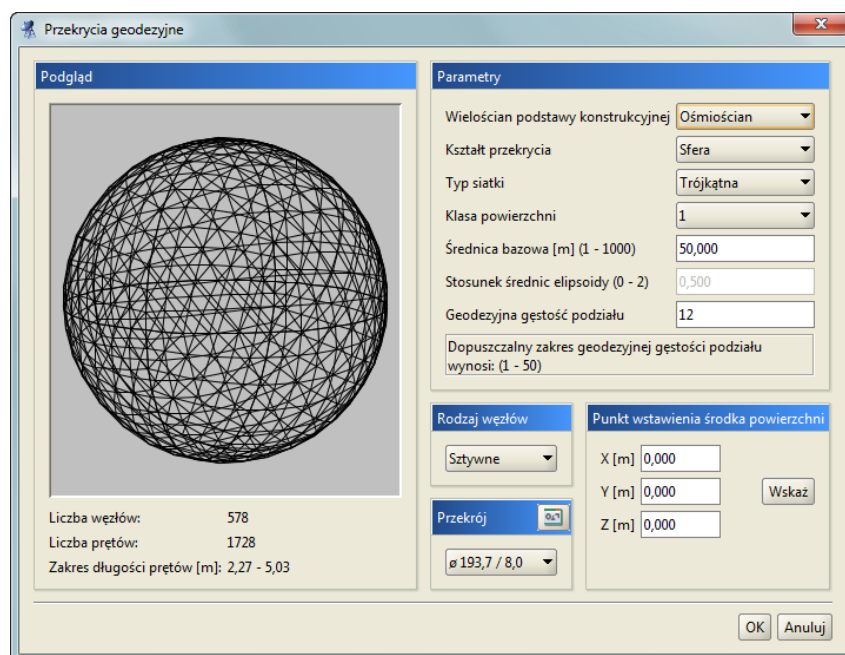 Przekrycia geodezyjne
Podgląd
Liczba węzłów: 578
Liczba prętów: 1728
Zakres długości prętów [m]: 2,27 - 5,03
Parametry
Wielościan podstawy konstrukcyjnej Ośmiościan
Kształt przekrycia Sfera
Typ siatki Trójkątna
Klasa powierzchni 1
Średnica bazowa [m] (1 - 1000) 50,000
Stosunek średnic elipsoidy (0 - 2) 0,500
Geodezyjna gęstość podziału 12
Dopuszczalny zakres geodezyjnej gęstości podziału
wynosi: (1 - 50)
Rodzaj węzłów
Sztywne
Przekrój
ø 193,7 / 8,0
Punkt wstawienia środka powierzchni
X [m] 0,000
Y [m] 0,000
Wskaż
Z [m] 0,000
OK Anuluj